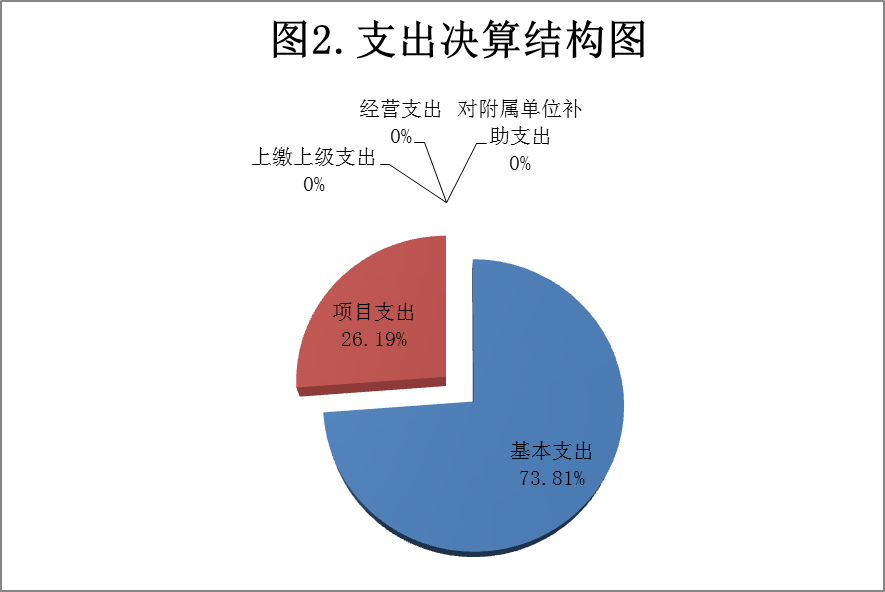 图2.支出决算结构图
经营支出
0%
对附属单位补
助支出
0%
上缴上级支出
0%
项目支出
26.19%
基本支出
73.81%